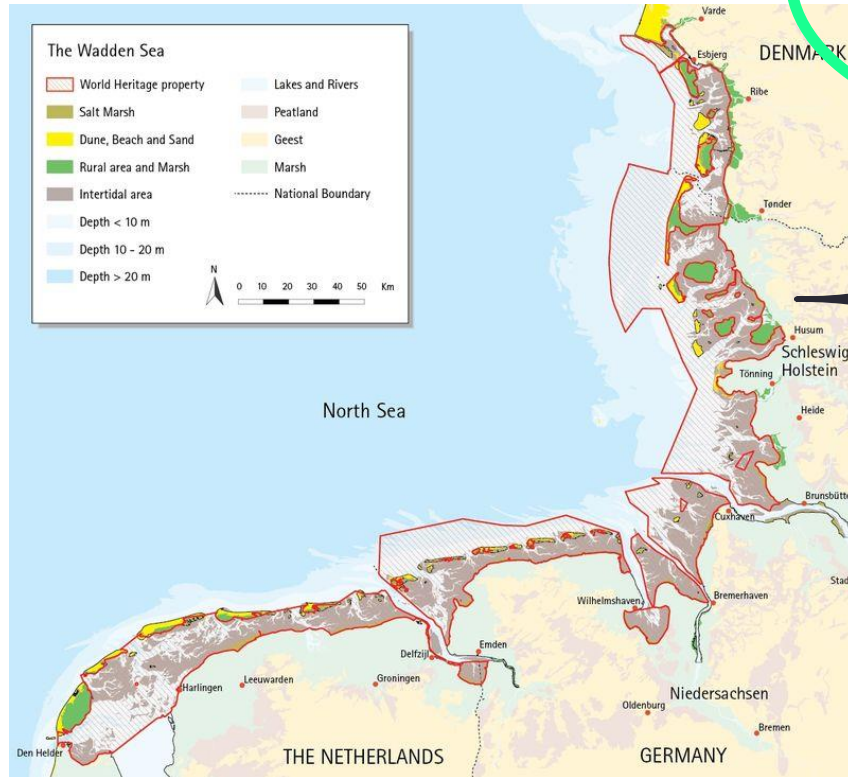 The Wadden Sea
World Heritage property
Salt Marsh
Dune, Beach and Sand
Rural area and Marsh
Intertidal area
Depth < 10 m
Depth 10 - 20 m
Depth > 20 m
Lakes and Rivers
Peatland
Geest
Marsh
National Boundary
N
0 10 20 30 40 50 Km
Varde
Esbjerg
DENMARK
Ribe
Tønder
Husum
Schleswig
Holstein
Tönning
Heide
North Sea
Brunsbütte
Cuxhaven
Stad
Wilhelmshaven
Bremerhaven
Delfzijl
Emden
Harlingen
Leeuwarden
Groningen
Niedersachsen
Oldenburg
Bremen
Den Helder
THE NETHERLANDS
GERMANY